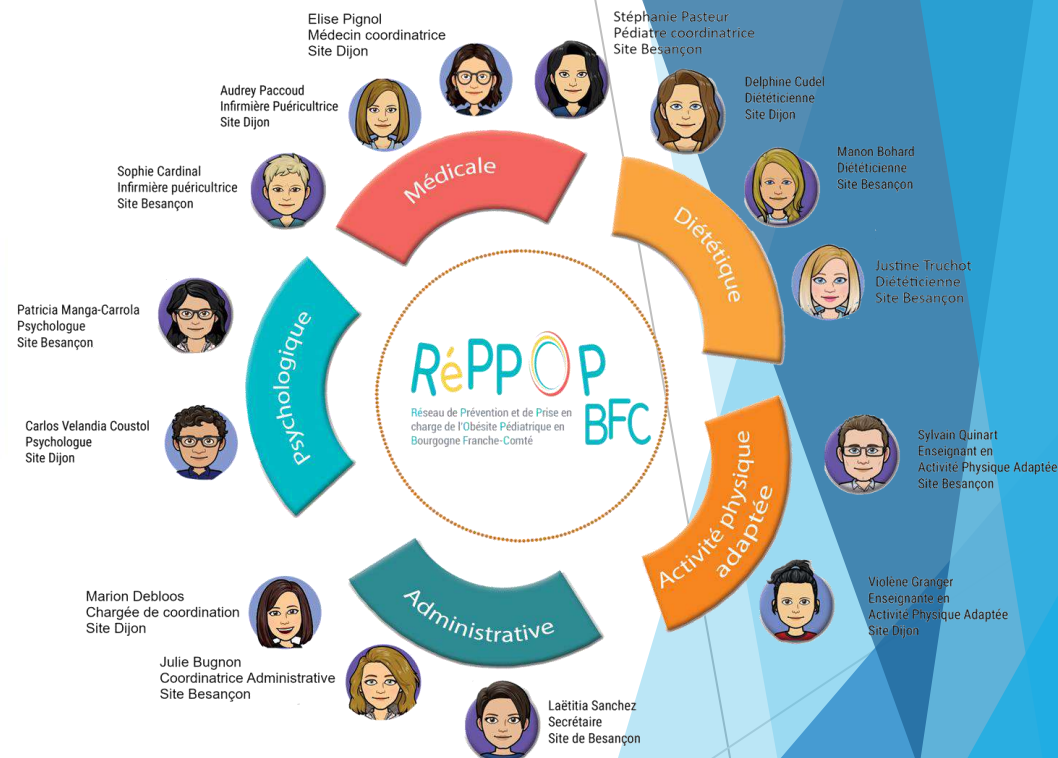 Elise Pignol
Médecin coordinatrice
Site Dijon
Stéphanie Pasteur
Pédiatre coordinatrice
Site Besançon
Audrey Paccoud
Infirmière Puéricultrice
Site Dijon
Delphine Cudel
Diététicienne
Site Dijon
Sophie Cardinal
Infirmière puéricultrice
Site Besançon
Manon Bohard
Diététicienne
Site Besançon
Médicale
Diététique
Justine Truchot
Diététicienne
Site Besançon
Patricia Manga-Carrola
Psychologue
Site Besançon
Psychologique
RéPPOP
BFC
Réseau de Prévention et de Prise en
charge de l'Obésité Pédiatrique en
Bourgogne Franche-Comté
Carlos Velandia Coustol
Psychologue
Site Dijon
Activité physique
adaptée
Sylvain Quinart
Enseignant en
Activité Physique Adaptée
Site Besançon
Administrative
Violène Granger
Enseignante en
Activité Physique Adaptée
Site Dijon
Marion Debloos
Chargée de coordination
Site Dijon
Julie Bugnon
Coordinatrice Administrative
Site Besançon
Laëtitia Sanchez
Secrétaire
Site de Besançon